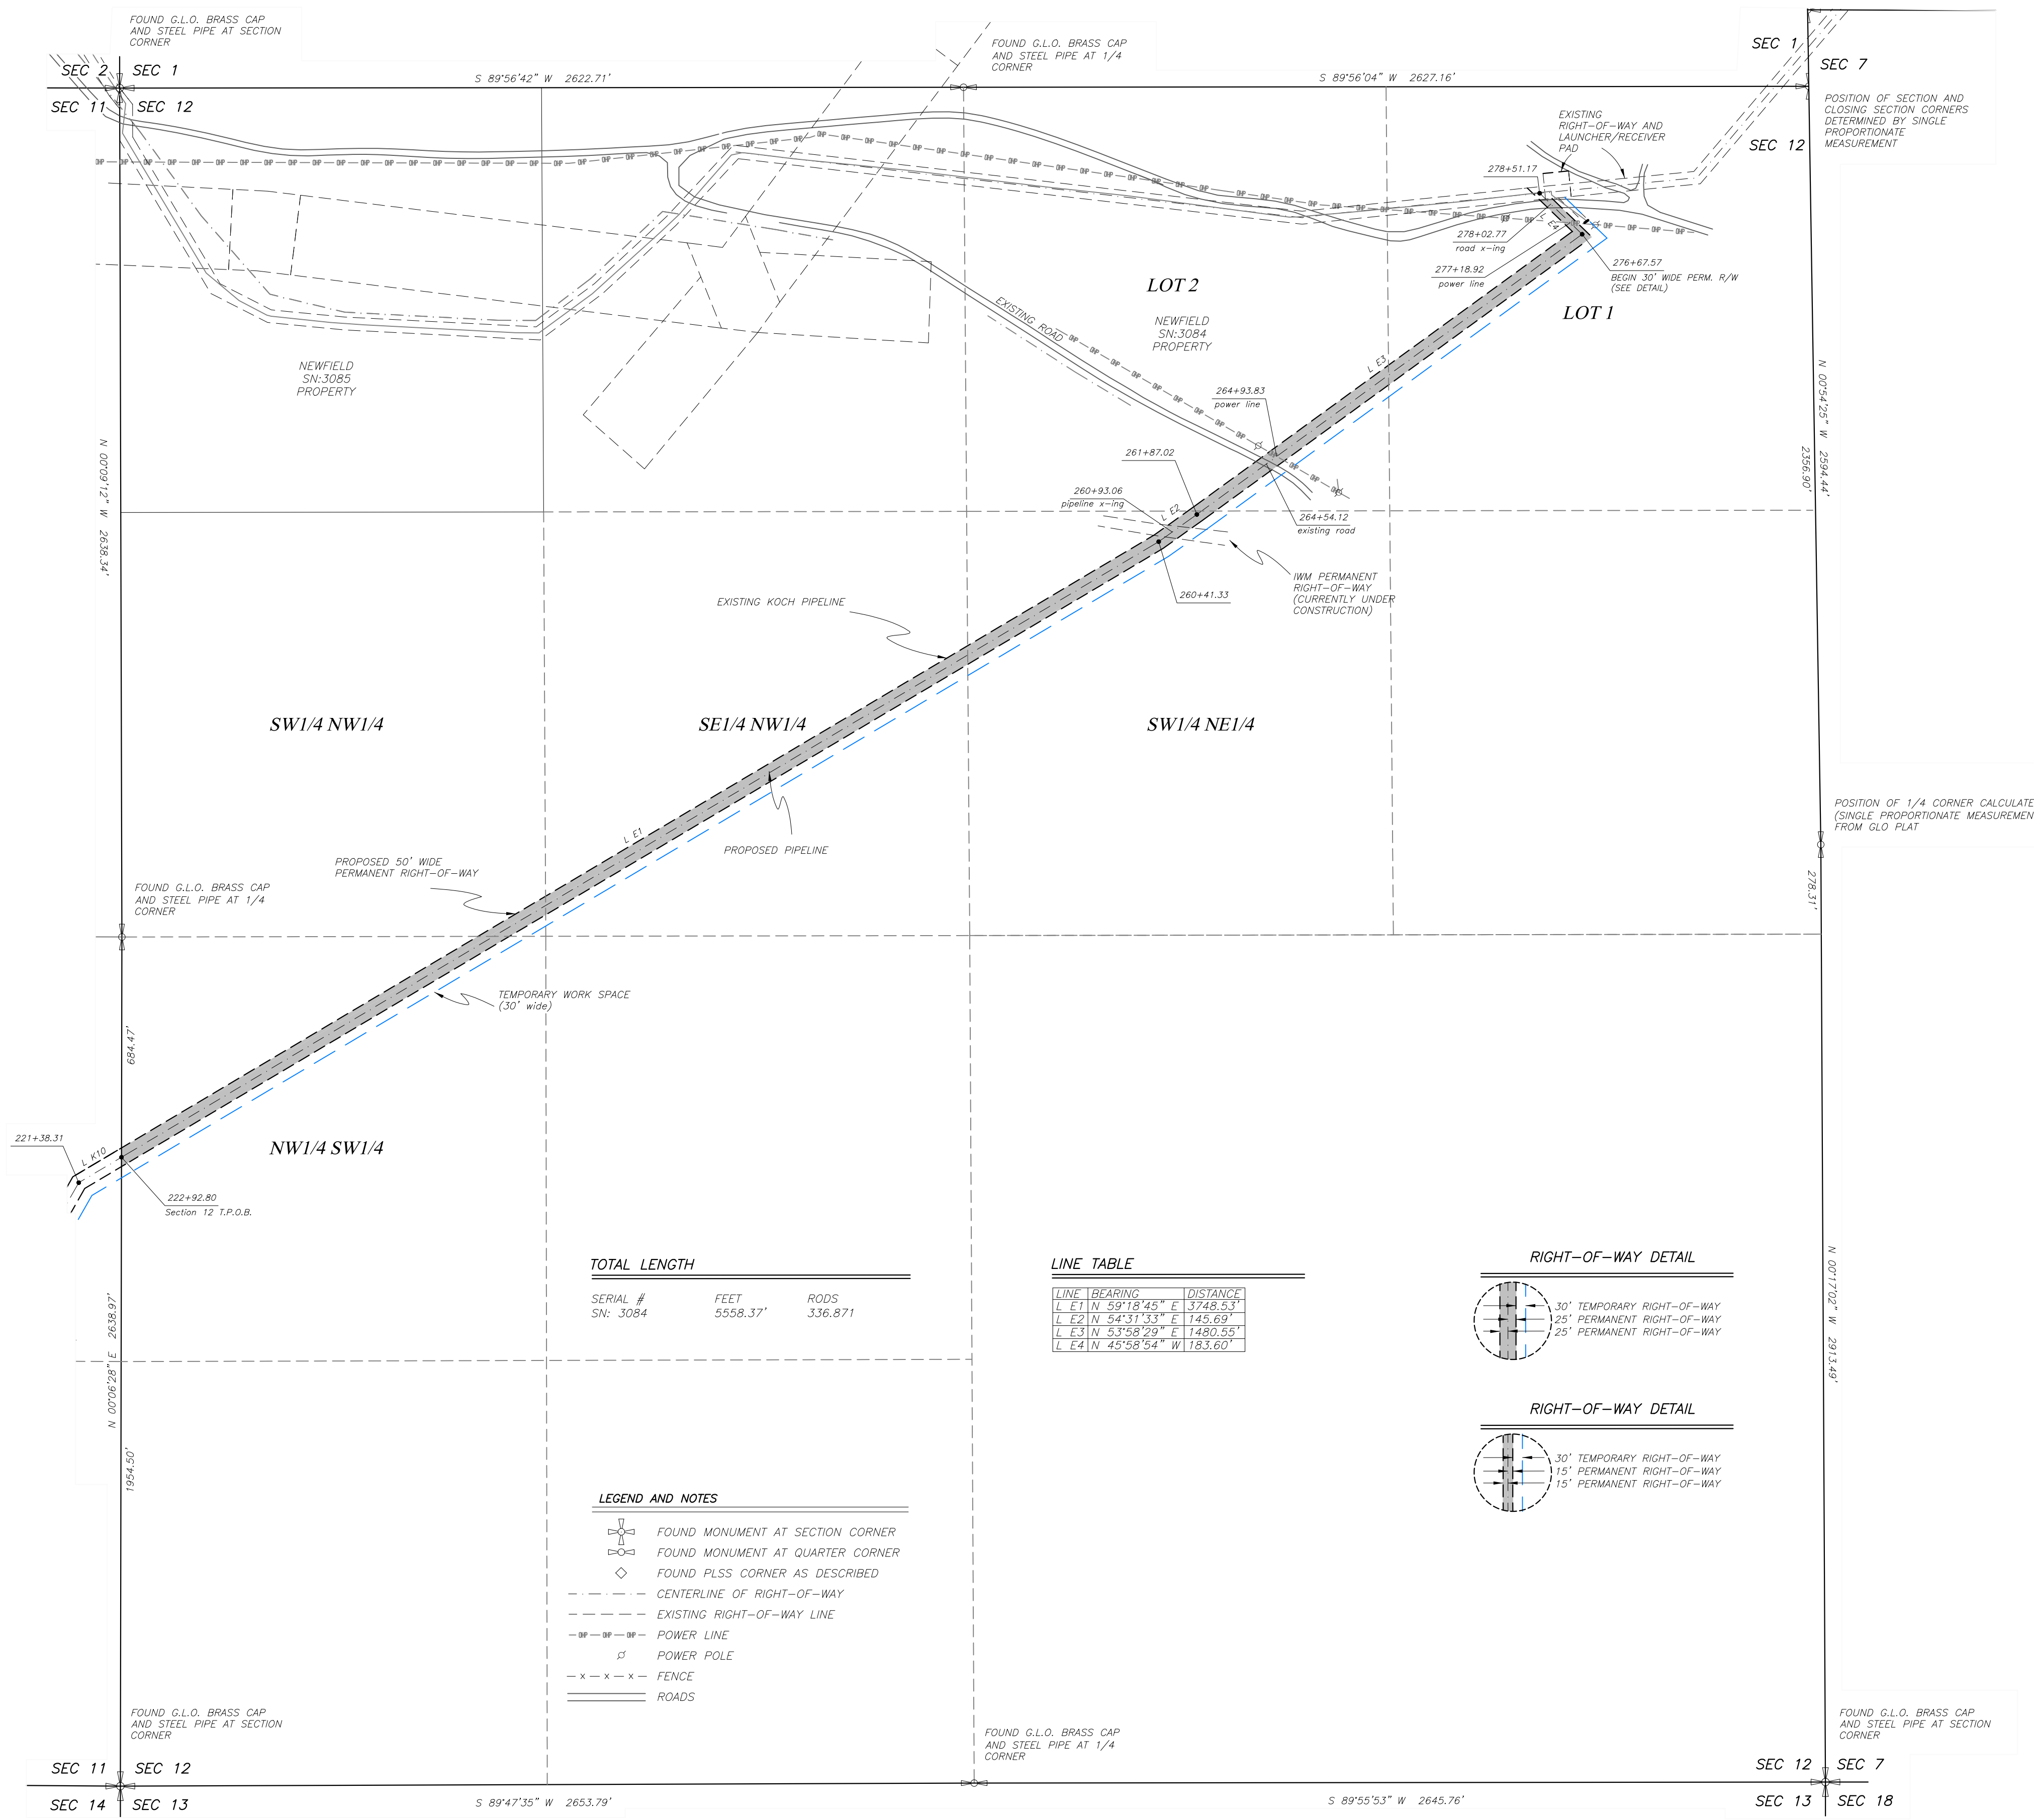 FOUND G.L.O. BRASS CAP
AND STEEL PIPE AT SECTION
CORNER
SEC 2
SEC 1
SEC 11
SEC 12
S 89°56'42" W 2622.71'
FOUND G.L.O. BRASS CAP
AND STEEL PIPE AT 1/4
CORNER
S 89°56'04" W 2627.16'
SEC 1
SEC 7
SEC 12
POSITION OF SECTION AND
CLOSING SECTION CORNERS
DETERMINED BY SINGLE
PROPORTIONATE
MEASUREMENT
EXISTING
RIGHT-OF-WAY AND
LAUNCHER/RECEIVER
PAD
278+51.17
L E4
278+02.77
road x-ing
277+18.92
power line
276+67.57
BEGIN 30' WIDE PERM. R/W
(SEE DETAIL)
LOT 2
LOT 1
NEWFIELD
SN:3084
PROPERTY
EXISTING ROAD
NEWFIELD
SN:3085
PROPERTY
L E3
264+93.83
power line
N 00°54'25" W 2594.44'
2356.90'
N 00°09'12" W 2638.34'
261+87.02
260+93.06
pipeline x-ing
L E2
264+54.12
existing road
IWM PERMANENT
RIGHT-OF-WAY
(CURRENTLY UNDER
CONSTRUCTION)
260+41.33
EXISTING KOCH PIPELINE
SW1/4 NW1/4
SE1/4 NW1/4
SW1/4 NE1/4
POSITION OF 1/4 CORNER CALCULATE
(SINGLE PROPORTIONATE MEASUREMEN
FROM GLO PLAT
L E1
PROPOSED PIPELINE
PROPOSED 50' WIDE
PERMANENT RIGHT-OF-WAY
278.31'
FOUND G.L.O. BRASS CAP
AND STEEL PIPE AT 1/4
CORNER
TEMPORARY WORK SPACE
(30' wide)
684.47'
221+38.31
L K10
NW1/4 SW1/4
222+92.80
Section 12 T.P.O.B.
TOTAL LENGTH
SERIAL # FEET RODS
SN: 3084 5558.37' 336.871
LINE TABLE
LINE BEARING DISTANCE
L E1 N 59°18'45" E 3748.53'
L E2 N 54°31'33" E 145.69'
L E3 N 53°58'29" E 1480.55'
L E4 N 45°58'54" W 183.60'
RIGHT-OF-WAY DETAIL
30' TEMPORARY RIGHT-OF-WAY
25' PERMANENT RIGHT-OF-WAY
25' PERMANENT RIGHT-OF-WAY
N 00°17'02" W 2913.49'
N 00°06'28" E 2638.97'
RIGHT-OF-WAY DETAIL
30' TEMPORARY RIGHT-OF-WAY
15' PERMANENT RIGHT-OF-WAY
15' PERMANENT RIGHT-OF-WAY
1954.50'
LEGEND AND NOTES
FOUND MONUMENT AT SECTION CORNER
FOUND MONUMENT AT QUARTER CORNER
FOUND PLSS CORNER AS DESCRIBED
CENTERLINE OF RIGHT-OF-WAY
EXISTING RIGHT-OF-WAY LINE
OHP OHP OHP POWER LINE
POWER POLE
x x x FENCE
ROADS
FOUND G.L.O. BRASS CAP
AND STEEL PIPE AT SECTION
CORNER
FOUND G.L.O. BRASS CAP
AND STEEL PIPE AT 1/4
CORNER
FOUND G.L.O. BRASS CAP
AND STEEL PIPE AT SECTION
CORNER
SEC 11
SEC 12
SEC 14
SEC 13
S 89°47'35" W 2653.79'
S 89°55'53" W 2645.76'
SEC 12
SEC 7
SEC 13
SEC 18